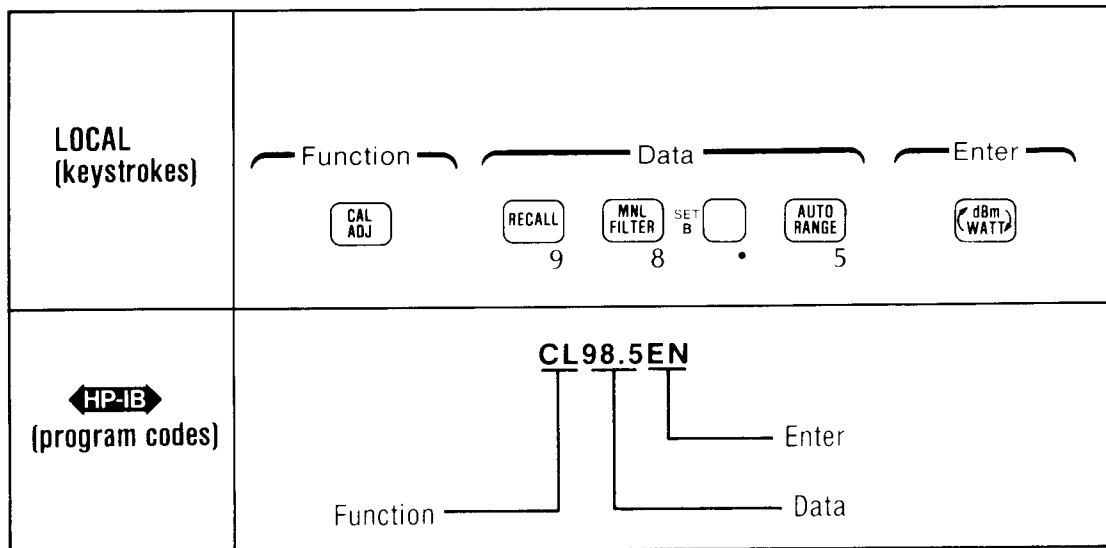 LOCAL
(keystrokes)
Function Data Enter
CAL
ADJ
RECALL
MNL
FILTER
SET
B
AUTO
RANGE
dBm
WATT
9 8 • 5
HP-IB
(program codes)
CL98.5EN
Enter
Function
Data